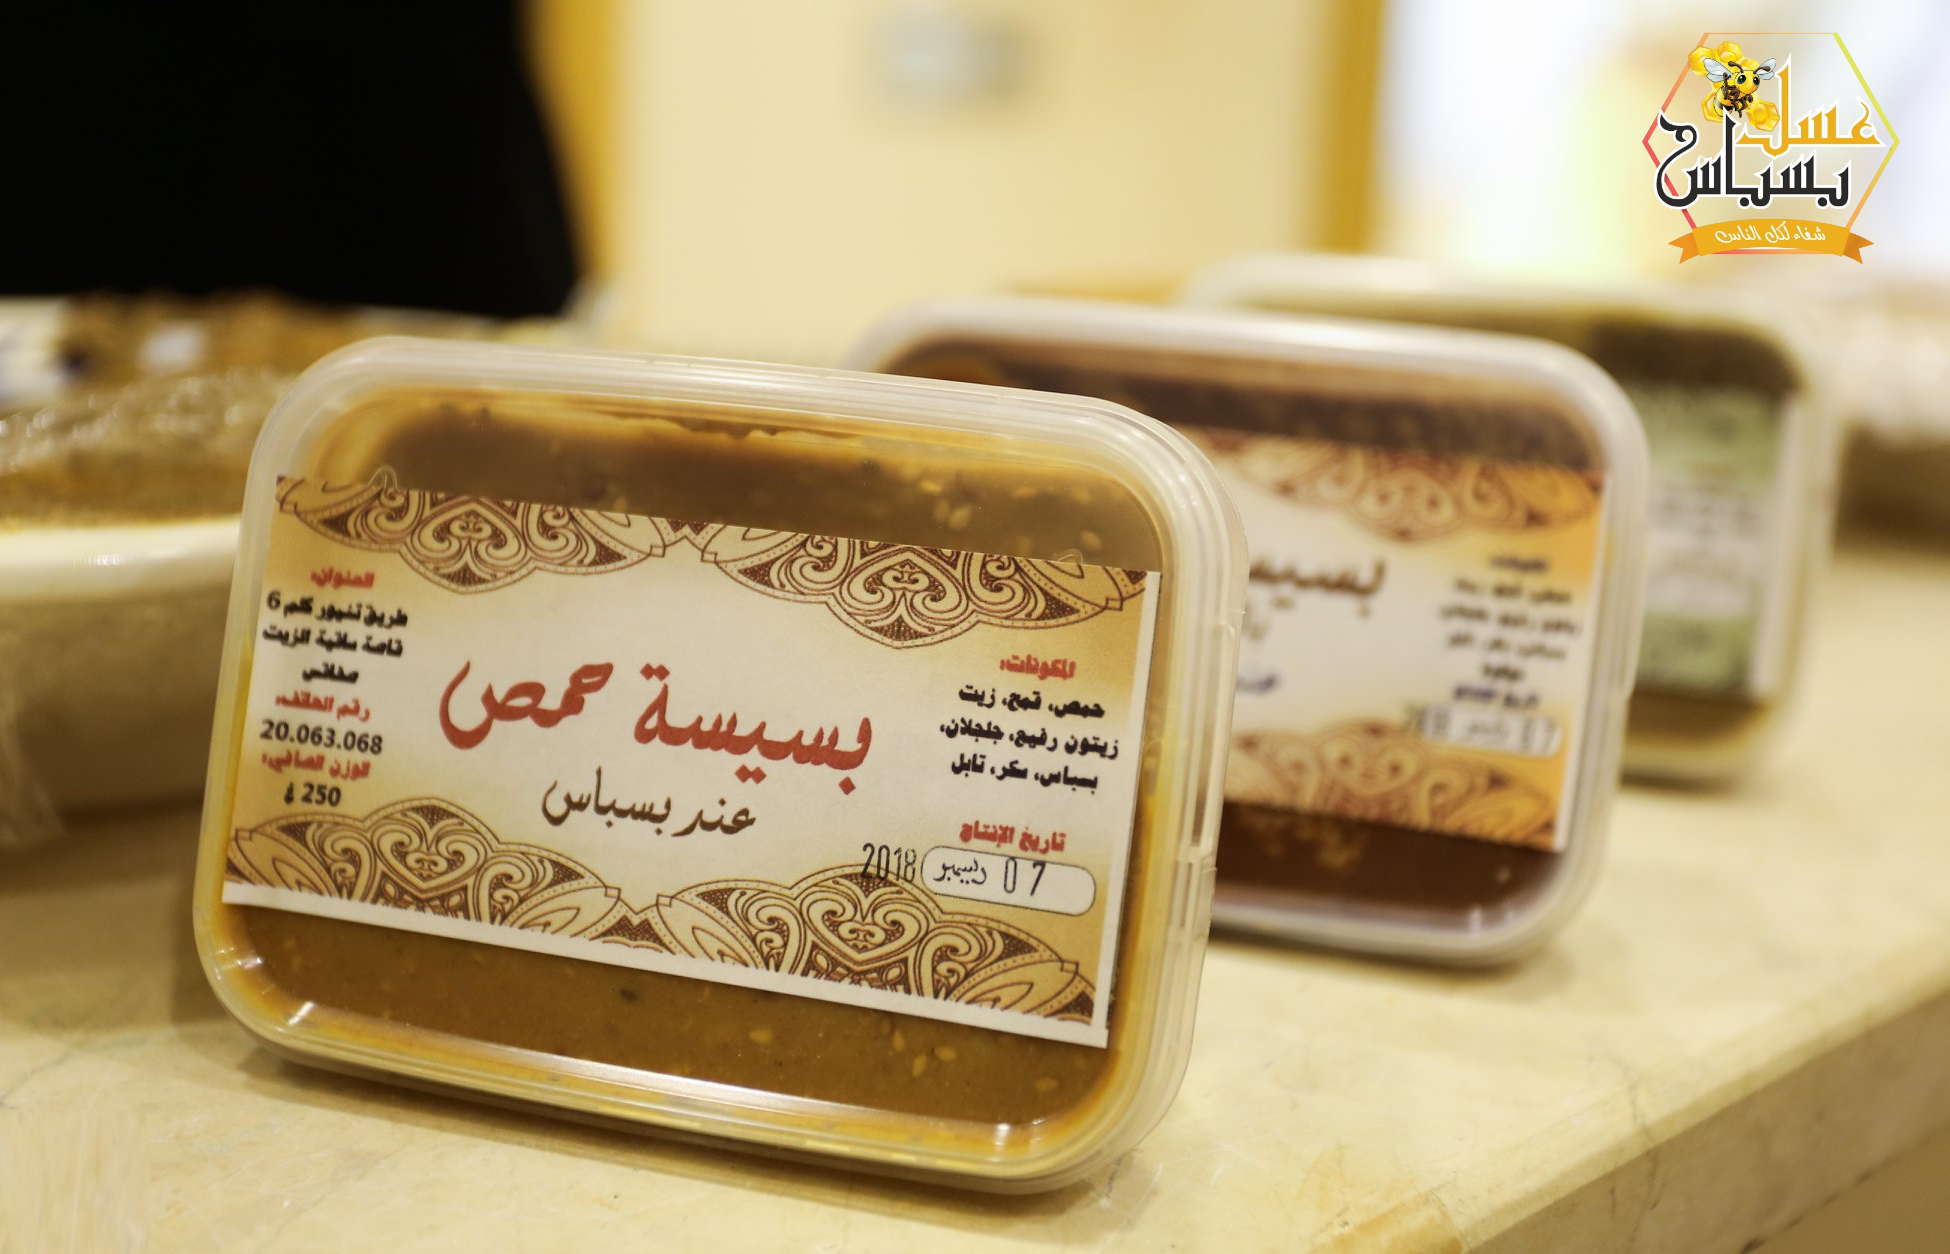 عسل
بسباس
شفاء لكل الناس
المكونات:
حمص، قمح، زيت
زيتون رفيع، جلجلان،
بسباس، سكر، تابل
تاريخ الإنتاج
07 ديسمبر 2018
بسيسة حمص
عند بسباس
العنوان:
طريق تنيور كلم 6
قاصة سانية الزيت
صفاقس
رقم الهاتف:
20.063.068
الوزن الصافي:
250 غ